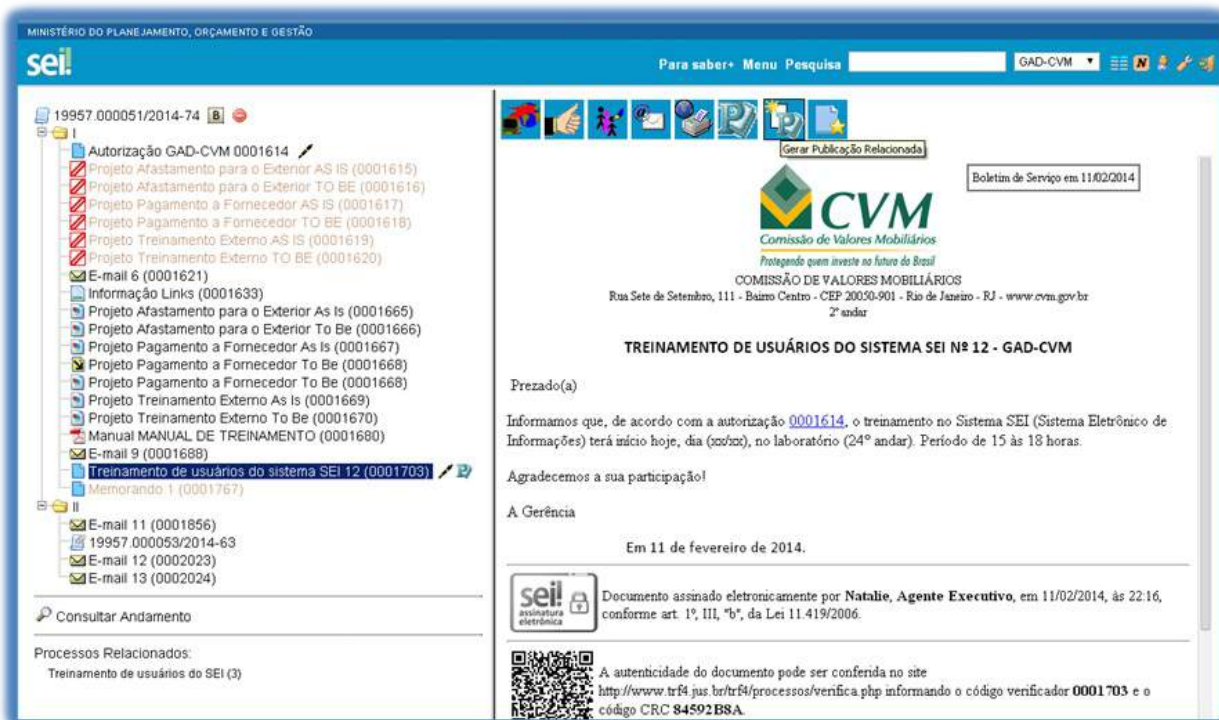 MINISTÉRIO DO PLANEJAMENTO, ORÇAMENTO E GESTÃO
sei!
Para saber+ Menu Pesquisa
GAD-CVM
N
19957.000051/2014-74
B
I
Autorização GAD-CVM 0001614
Projeto Afastamento para o Exterior AS IS (0001615)
Projeto Afastamento para o Exterior TO BE (0001616)
Projeto Pagamento a Fornecedor AS IS (0001617)
Projeto Pagamento a Fornecedor TO BE (0001618)
Projeto Treinamento Externo AS IS (0001619)
Projeto Treinamento Externo TO BE (0001620)
E-mail 6 (0001621)
Informação Links (0001633)
Projeto Afastamento para o Exterior As Is (0001665)
Projeto Afastamento para o Exterior To Be (0001666)
Projeto Pagamento a Fornecedor As Is (0001667)
Projeto Pagamento a Fornecedor To Be (0001668)
Projeto Pagamento a Fornecedor To Be (0001668)
Projeto Treinamento Externo As Is (0001669)
Projeto Treinamento Externo To Be (0001670)
Manual MANUAL DE TREINAMENTO (0001680)
E-mail 9 (0001688)
Treinamento de usuários do sistema SEI 12 (0001703)
Memorando 1 (0001767)
II
E-mail 11 (0001856)
19957.000053/2014-63
E-mail 12 (0002023)
E-mail 13 (0002024)
Consultar Andamento
Processos Relacionados:
Treinamento de usuários do SEI (3)
Gerar Publicação Relacionada
Boletim de Serviço em 11/02/2014
CVM
Comissão de Valores Mobiliários
Protegendo quem investe no futuro do Brasil
COMISSÃO DE VALORES MOBILIÁRIOS
Rua Sete de Setembro, 111 - Bairro Centro - CEP 20050-901 - Rio de Janeiro - RJ - www.cvm.gov.br
2º andar
TREINAMENTO DE USUÁRIOS DO SISTEMA SEI Nº 12 - GAD-CVM
Prezado(a)
Informamos que, de acordo com a autorização 0001614, o treinamento no Sistema SEI (Sistema Eletrônico de
Informações) terá início hoje, dia (xx/xx), no laboratório (24º andar). Período de 15 às 18 horas.
Agradecemos a sua participação!
A Gerência
Em 11 de fevereiro de 2014.
sei!
assinatura
eletrônica
Documento assinado eletronicamente por Natalie, Agente Executivo, em 11/02/2014, às 22:16,
conforme art. 1º, III, "b", da Lei 11.419/2006.
A autenticidade do documento pode ser conferida no site
http://www.trf4.jus.br/trf4/processos/verifica.php informando o código verificador 0001703 e o
código CRC 84592B8A.